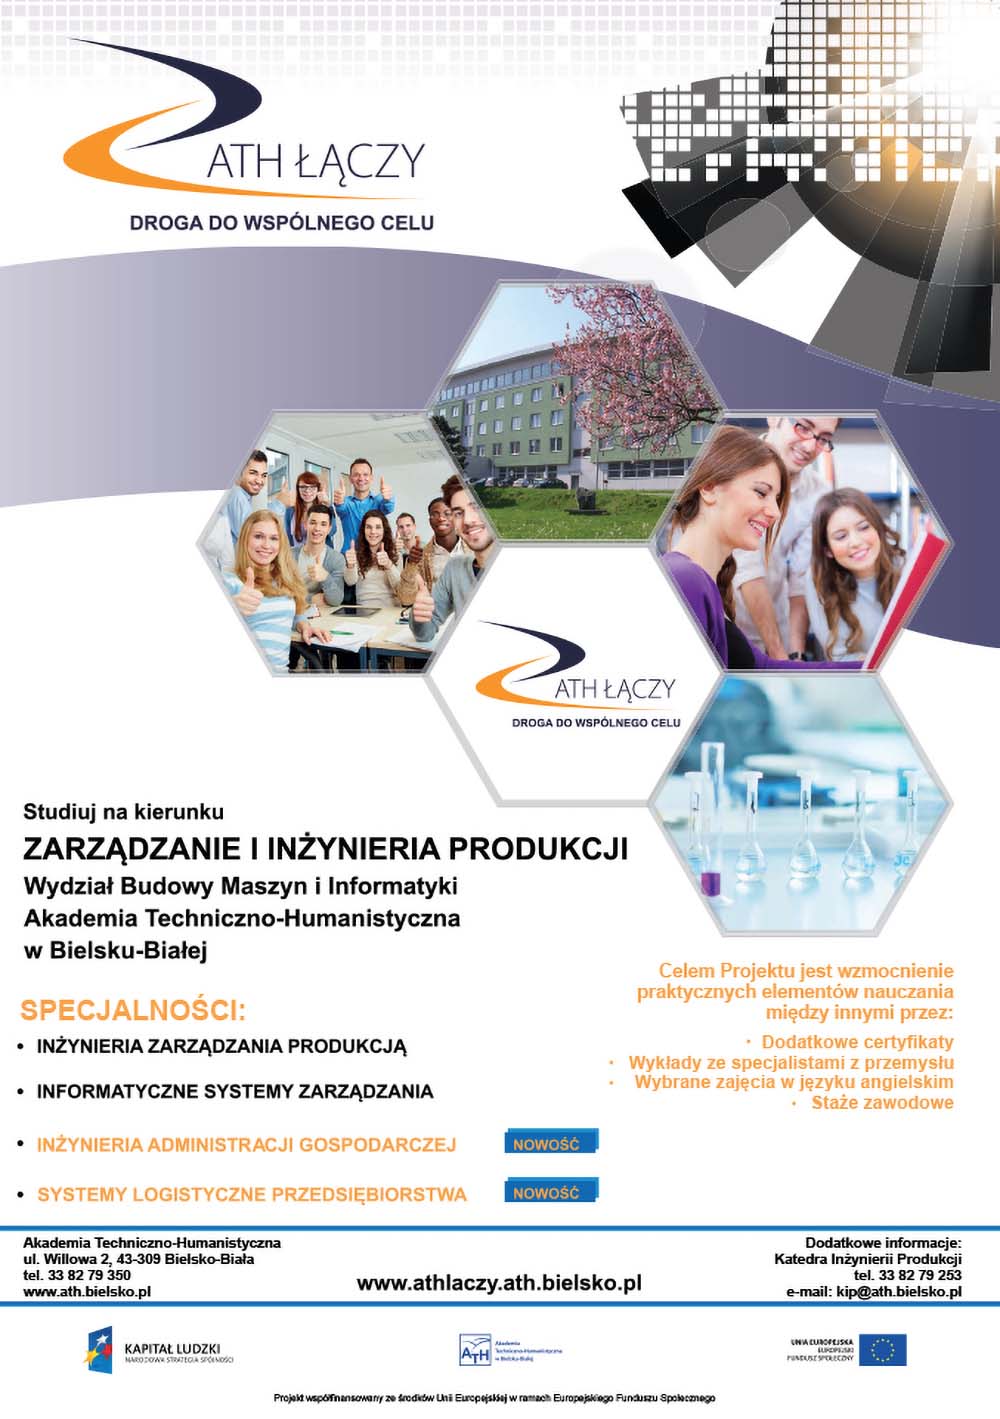 ATH ŁĄCZY
DROGA DO WSPÓLNEGO CELU
ATH ŁĄCZY
DROGA DO WSPÓLNEGO CELU
Studiuj na kierunku
ZARZĄDZANIE I INŻYNIERIA PRODUKCJI
Wydział Budowy Maszyn i Informatyki
Akademia Techniczno-Humanistyczna
w Bielsku-Białej
SPECJALNOŚCI:
• INŻYNIERIA ZARZĄDZANIA PRODUKCJĄ
• INFORMATYCZNE SYSTEMY ZARZĄDZANIA
• INŻYNIERIA ADMINISTRACJI GOSPODARCZEJ NOWOŚĆ
• SYSTEMY LOGISTYCZNE PRZEDSIĘBIORSTWA NOWOŚĆ
Celem Projektu jest wzmocnienie
praktycznych elementów nauczania
między innymi przez:
• Dodatkowe certyfikaty
• Wykłady ze specjalistami z przemysłu
• Wybrane zajęcia w języku angielskim
• Staże zawodowe
Akademia Techniczno-Humanistyczna
ul. Willowa 2, 43-309 Bielsko-Biała
tel. 33 82 79 350
www.ath.bielsko.pl
www.athlaczy.ath.bielsko.pl
Dodatkowe informacje:
Katedra Inżynierii Produkcji
tel. 33 82 79 253
e-mail: kip@ath.bielsko.pl
KAPITAŁ LUDZKI
NARODOWA STRATEGIA SPÓJNOŚCI
ATH
Akademia
Techniczno-Humanistyczna
w Bielsku-Białej
UNIA EUROPEJSKA
EUROPEJSKI
FUNDUSZ SPOŁECZNY
Projekt współfinansowany ze środków Unii Europejskiej w ramach Europejskiego Funduszu Społecznego